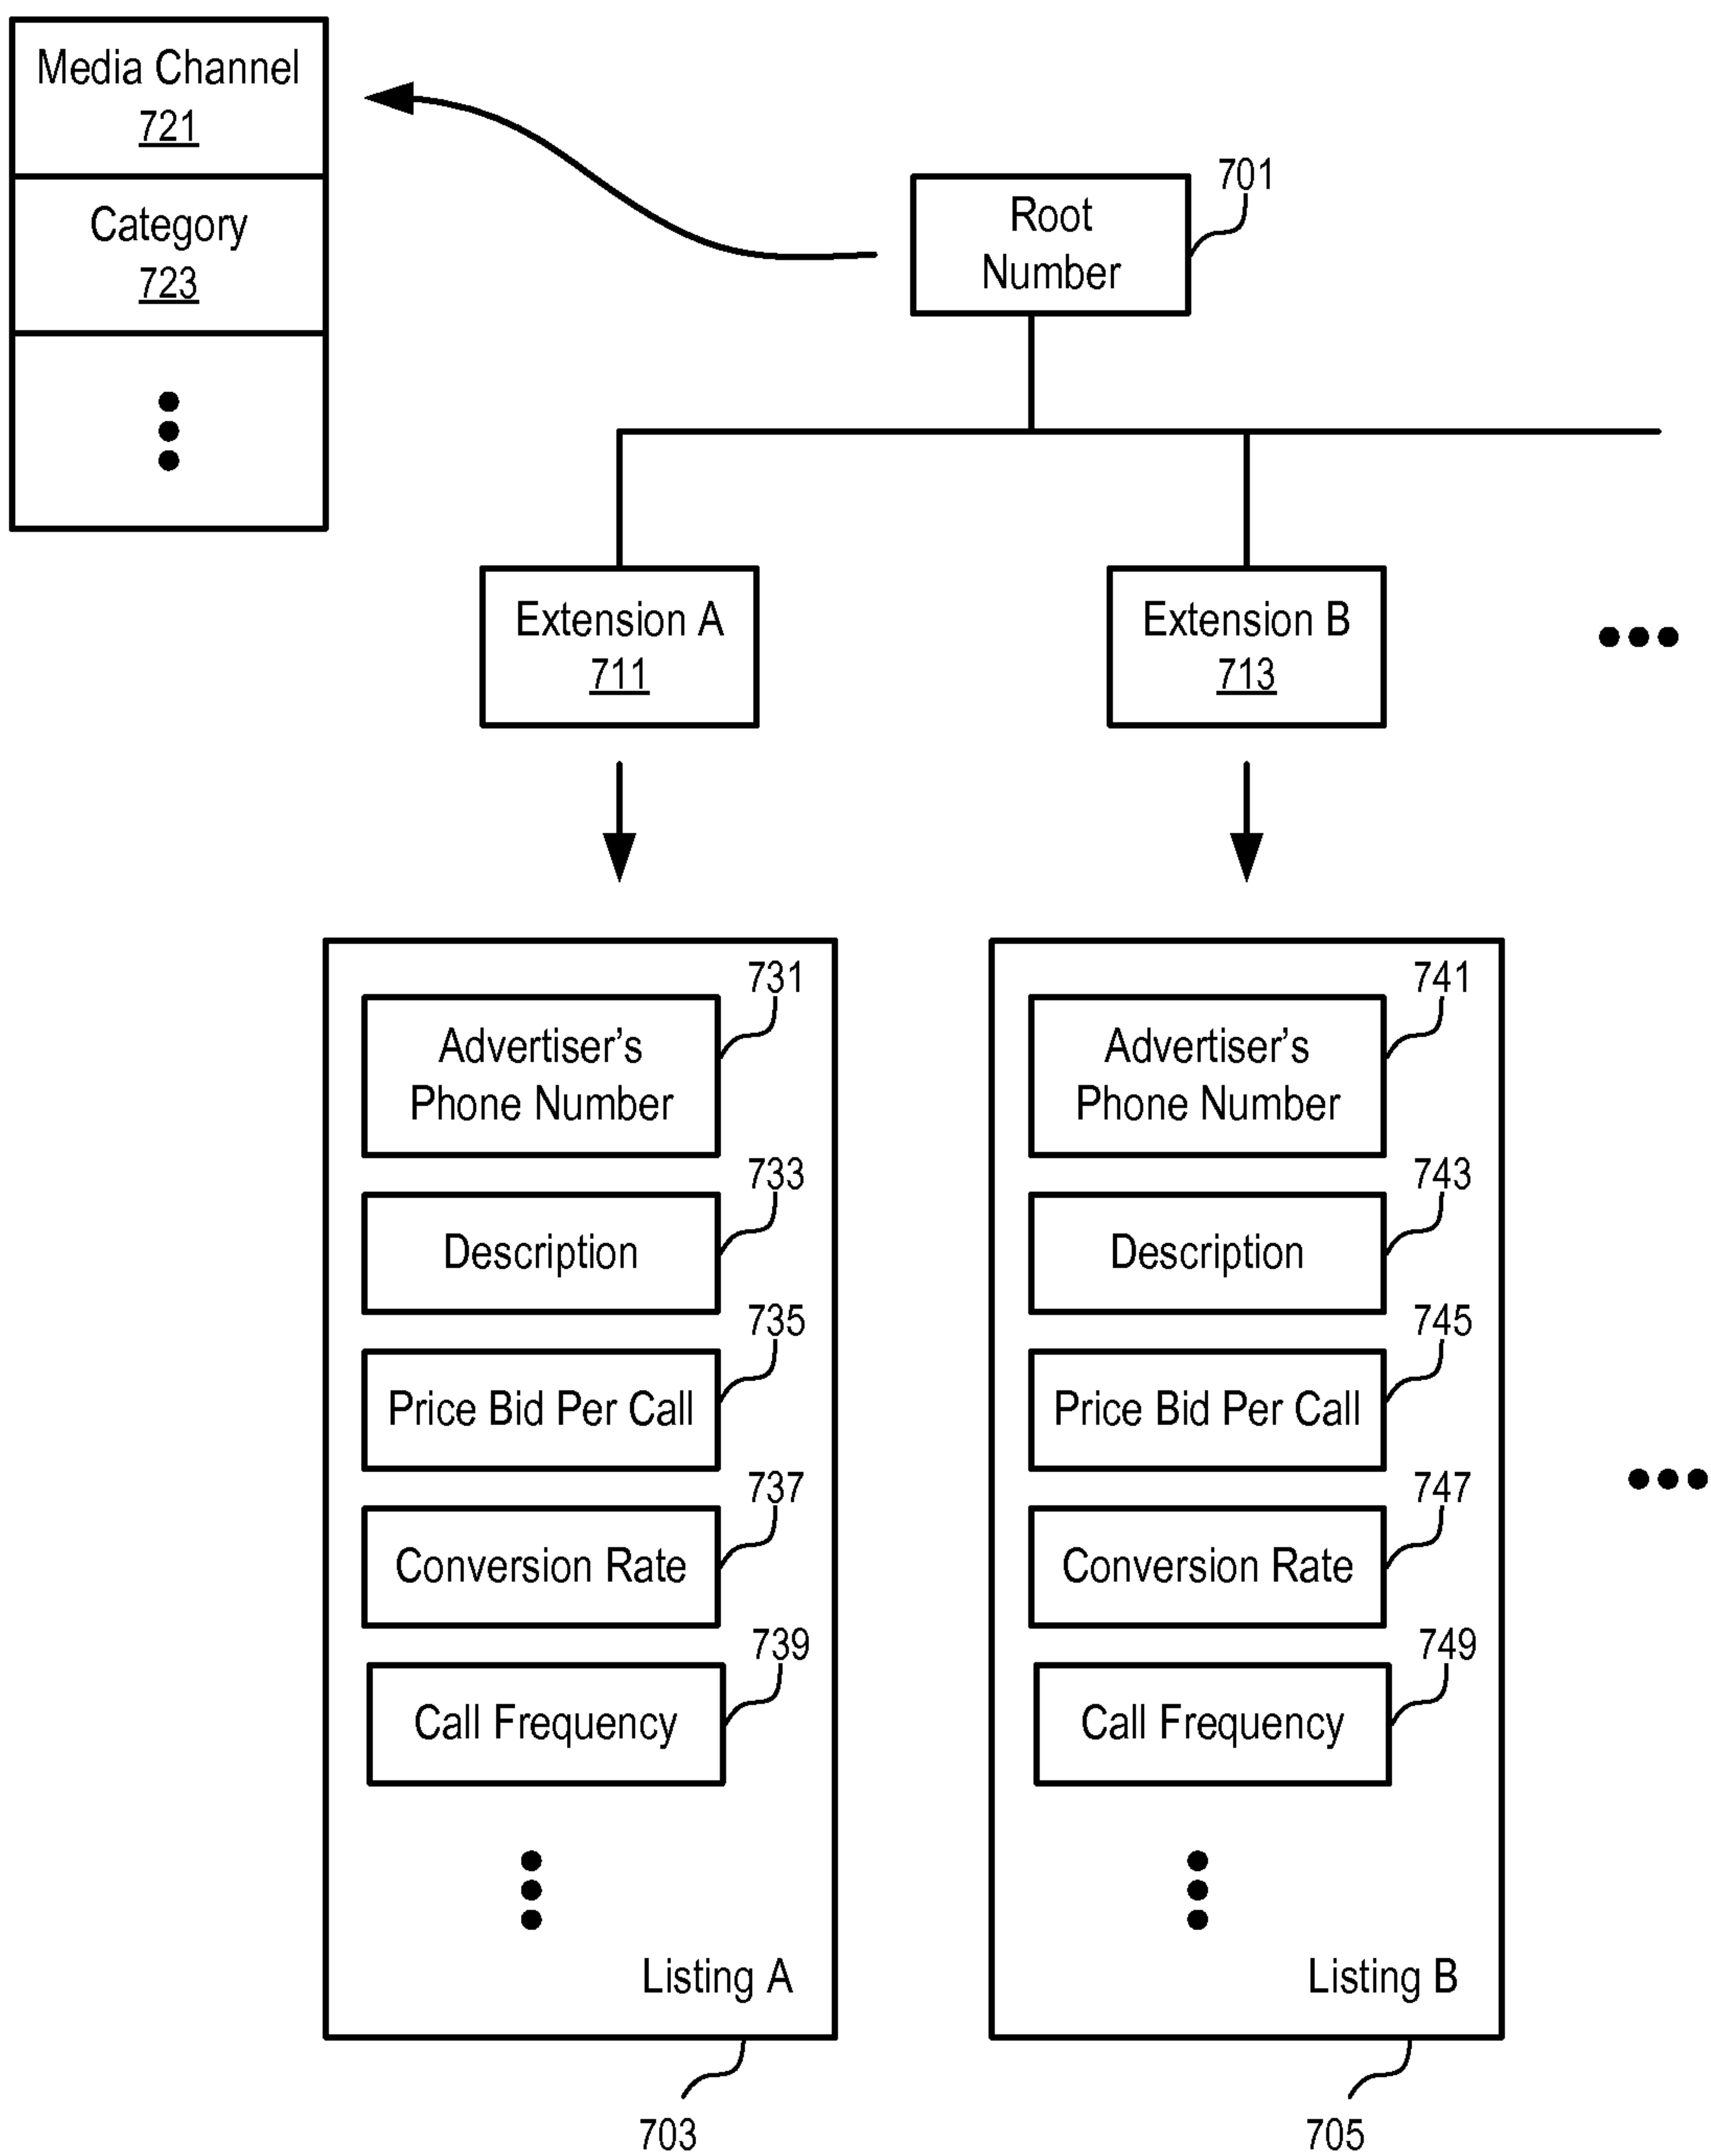 Media Channel
721
Category
723
701
Root
Number
Extension A
711
Extension B
713
731
Advertiser's
Phone Number
733
Description
735
Price Bid Per Call
737
Conversion Rate
739
Call Frequency
Listing A
703
741
Advertiser's
Phone Number
743
Description
745
Price Bid Per Call
747
Conversion Rate
749
Call Frequency
Listing B
705